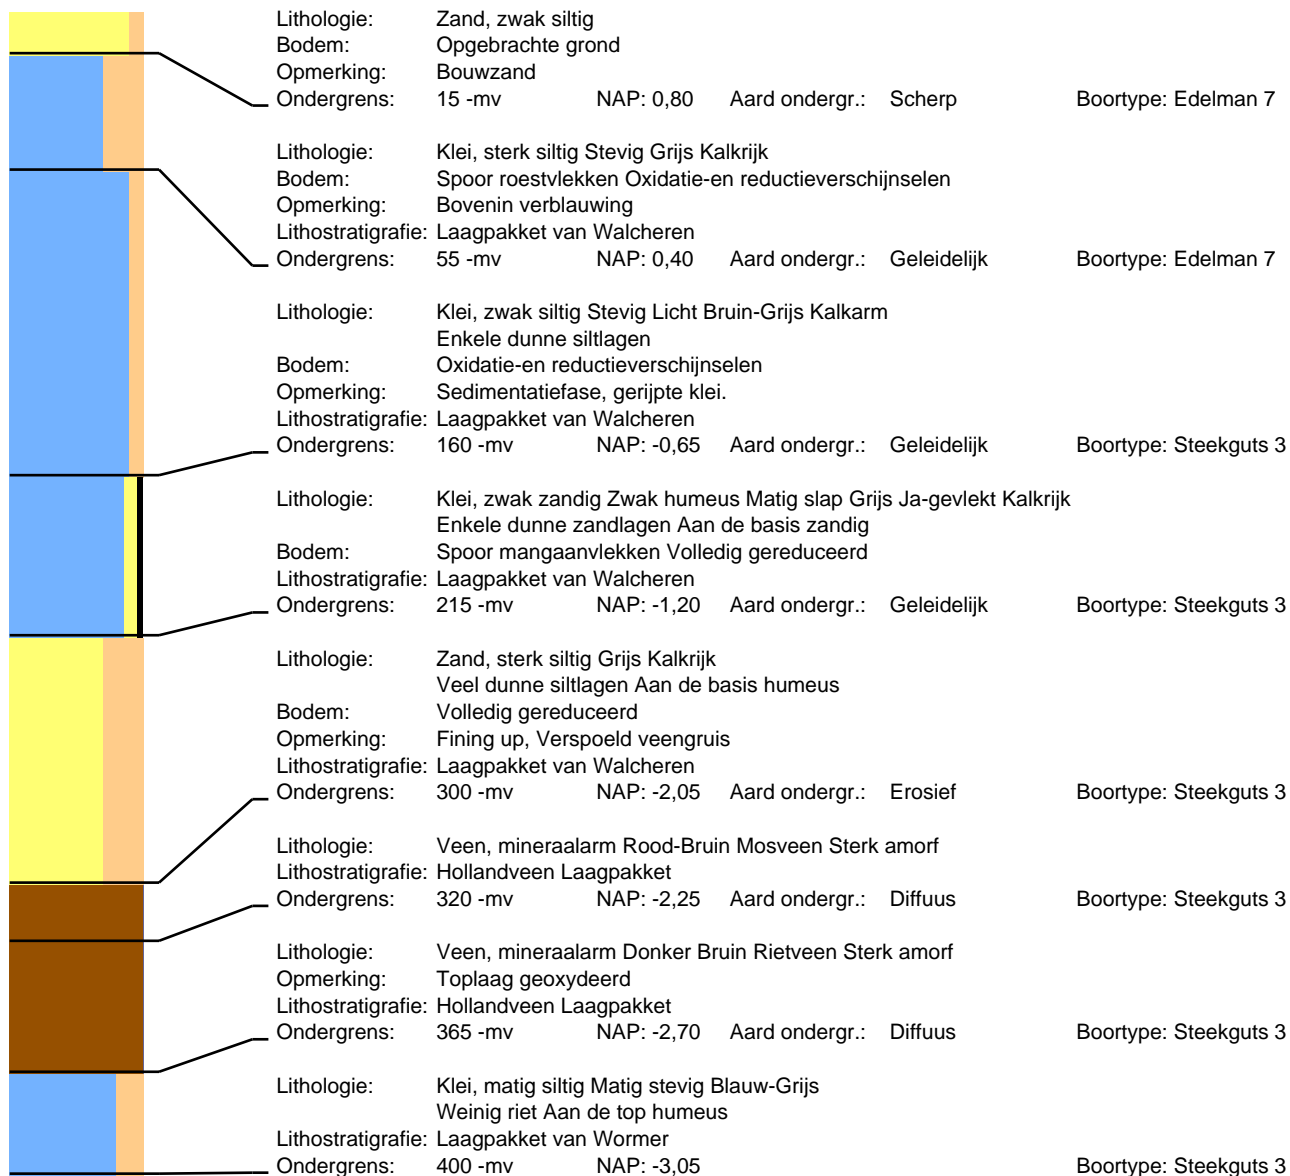 Lithologie: Zand, zwak siltig
Bodem: Opgebrachte grond
Opmerking: Bouwzand
Ondergrens: 15 -mv NAP: 0,80 Aard ondergr.: Scherp Boortype: Edelman 7
Lithologie: Klei, sterk siltig Stevig Grijs Kalkrijk
Bodem: Spoor roestvlekken Oxidatie-en reductieverschijnselen
Opmerking: Bovenin verblauwing
Lithostratigrafie: Laagpakket van Walcheren
Ondergrens: 55 -mv NAP: 0,40 Aard ondergr.: Geleidelijk Boortype: Edelman 7
Lithologie: Klei, zwak siltig Stevig Licht Bruin-Grijs Kalkarm
Enkele dunne siltlagen
Bodem: Oxidatie-en reductieverschijnselen
Opmerking: Sedimentatiefase, gerijpte klei.
Lithostratigrafie: Laagpakket van Walcheren
Ondergrens: 160 -mv NAP: -0,65 Aard ondergr.: Geleidelijk Boortype: Steekguts 3
Lithologie: Klei, zwak zandig Zwak humeus Matig slap Grijs Ja-gevlekt Kalkrijk
Enkele dunne zandlagen Aan de basis zandig
Bodem: Spoor mangaanvlekken Volledig gereduceerd
Lithostratigrafie: Laagpakket van Walcheren
Ondergrens: 215 -mv NAP: -1,20 Aard ondergr.: Geleidelijk Boortype: Steekguts 3
Lithologie: Zand, sterk siltig Grijs Kalkrijk
Veel dunne siltlagen Aan de basis humeus
Bodem: Volledig gereduceerd
Opmerking: Fining up, Verspoeld veengruis
Lithostratigrafie: Laagpakket van Walcheren
Ondergrens: 300 -mv NAP: -2,05 Aard ondergr.: Erosief Boortype: Steekguts 3
Lithologie: Veen, mineraalarm Rood-Bruin Mosveen Sterk amorf
Lithostratigrafie: Hollandveen Laagpakket
Ondergrens: 320 -mv NAP: -2,25 Aard ondergr.: Diffuus Boortype: Steekguts 3
Lithologie: Veen, mineraalarm Donker Bruin Rietveen Sterk amorf
Opmerking: Toplaag geoxydeerd
Lithostratigrafie: Hollandveen Laagpakket
Ondergrens: 365 -mv NAP: -2,70 Aard ondergr.: Diffuus Boortype: Steekguts 3
Lithologie: Klei, matig siltig Matig stevig Blauw-Grijs
Weinig riet Aan de top humeus
Lithostratigrafie: Laagpakket van Wormer
Ondergrens: 400 -mv NAP: -3,05 Boortype: Steekguts 3